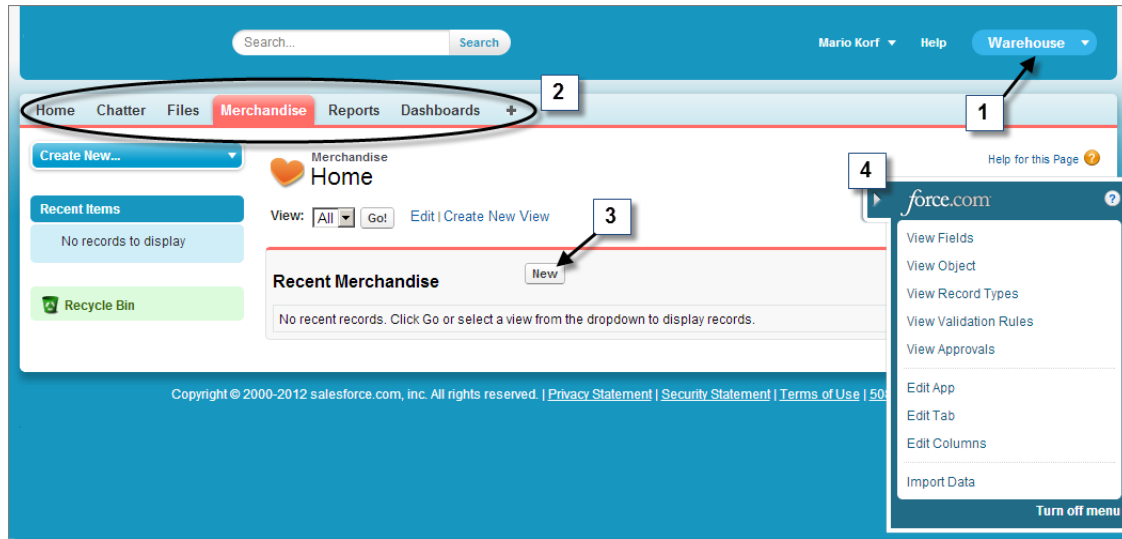 Search... Search Mario Korf Help Warehouse
1
2
Home Chatter Files Merchandise Reports Dashboards +
Create New...
Merchandise
Home
Help for this Page ?
4
force.com ?
Recent Items
No records to display
View: All Go! Edit | Create New View
3
View Fields
View Object
View Record Types
View Validation Rules
View Approvals
Recent Merchandise New
Recycle Bin
No recent records. Click Go or select a view from the dropdown to display records.
Edit App
Edit Tab
Edit Columns
Import Data
Turn off menu
Copyright © 2000-2012 salesforce.com, inc. All rights reserved. | Privacy Statement | Security Statement | Terms of Use | 50